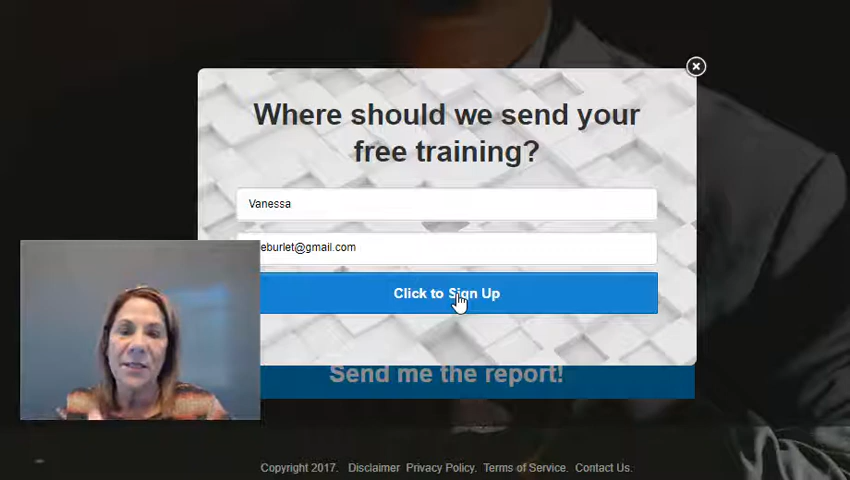 Where should we send your
free training?
Vanessa
eburlet@gmail.com
Click to Sign Up
Send me the report!
Copyright 2017. Disclaimer Privacy Policy. Terms of Service. Contact Us.